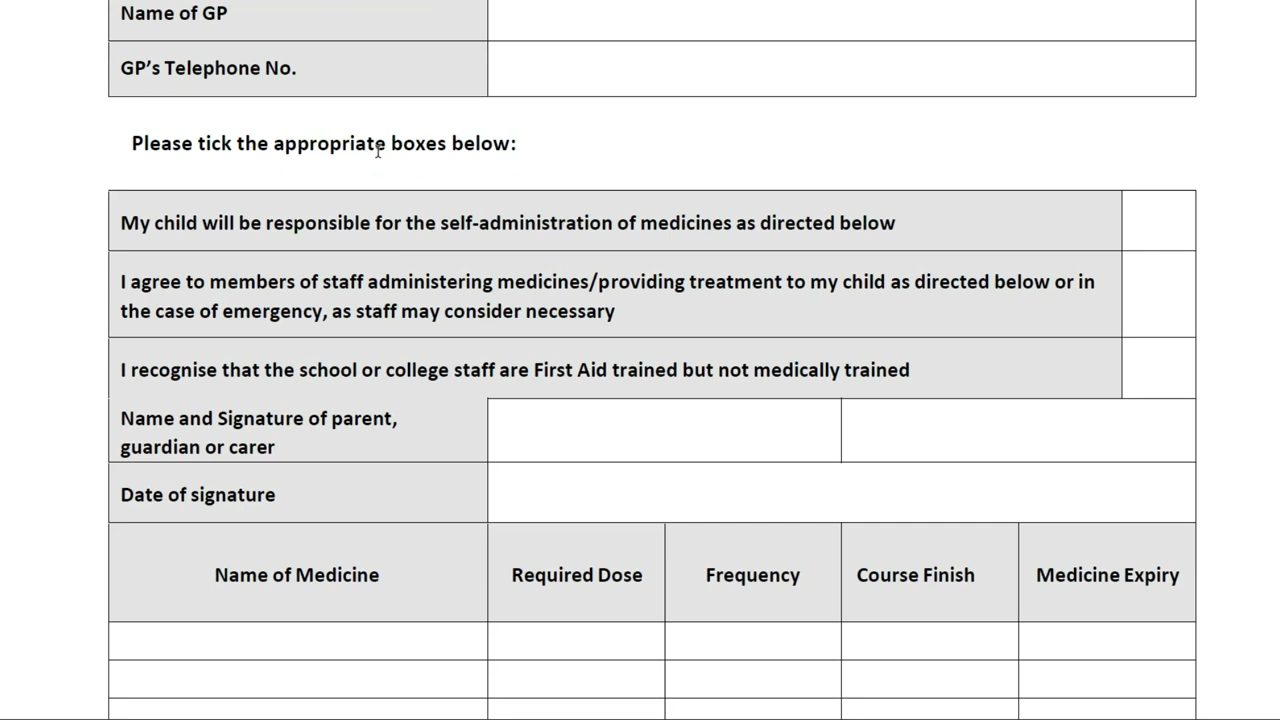 Name of GP
GP’s Telephone No.
Please tick the appropriate boxes below:
My child will be responsible for the self-administration of medicines as directed below
I agree to members of staff administering medicines/providing treatment to my child as directed below or in
the case of emergency, as staff may consider necessary
I recognise that the school or college staff are First Aid trained but not medically trained
Name and Signature of parent,
guardian or carer
Date of signature
Name of Medicine Required Dose Frequency Course Finish Medicine Expiry